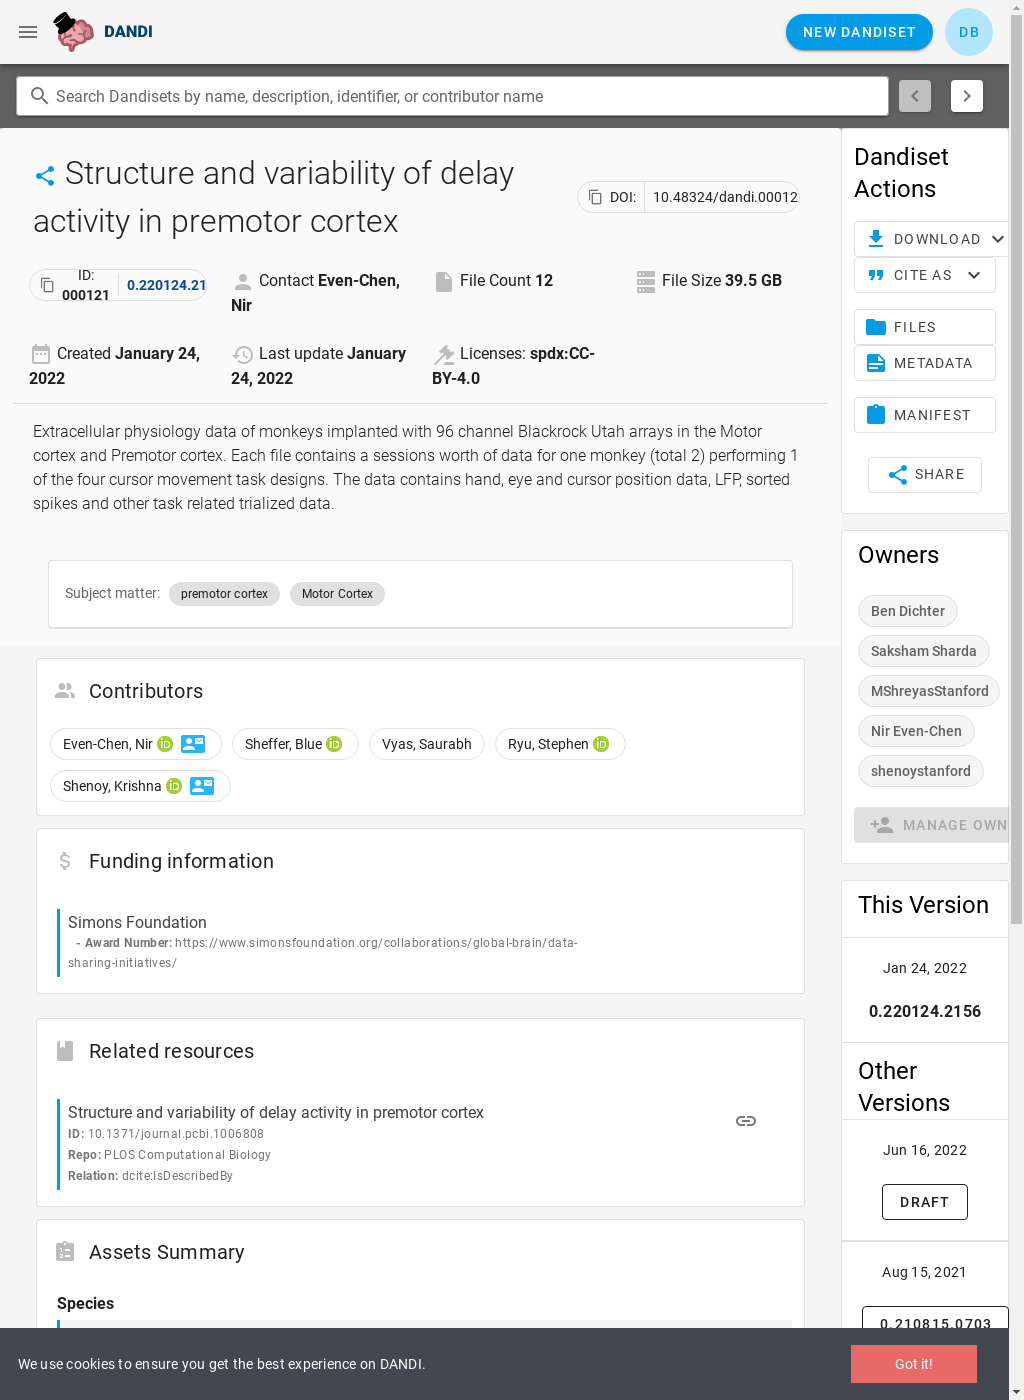 DANDI
NEW DANDISET
DB
Search Dandisets by name, description, identifier, or contributor name
Structure and variability of delay
activity in premotor cortex
DOI:
10.48324/dandi.00012
ID:
000121
0.220124.21
Contact Even-Chen,
Nir
File Count 12
File Size 39.5 GB
Created January 24,
2022
Last update January
24, 2022
Licenses: spdx:CC-
BY-4.0
Extracellular physiology data of monkeys implanted with 96 channel Blackrock Utah arrays in the Motor
cortex and Premotor cortex. Each file contains a sessions worth of data for one monkey (total 2) performing 1
of the four cursor movement task designs. The data contains hand, eye and cursor position data, LFP, sorted
spikes and other task related trialized data.
Subject matter:
premotor cortex
Motor Cortex
Contributors
Even-Chen, Nir
iD
Sheffer, Blue
iD
Vyas, Saurabh
Ryu, Stephen
iD
Shenoy, Krishna
iD
Funding information
Simons Foundation
- Award Number: https://www.simonsfoundation.org/collaborations/global-brain/data-
sharing-initiatives/
Related resources
Structure and variability of delay activity in premotor cortex
ID: 10.1371/journal.pcbi.1006808
Repo: PLOS Computational Biology
Relation: dcite:IsDescribedBy
Assets Summary
Species
Dandiset
Actions
DOWNLOAD
CITE AS
FILES
METADATA
MANIFEST
SHARE
Owners
Ben Dichter
Saksham Sharda
MShreyasStanford
Nir Even-Chen
shenoystanford
MANAGE OWN
This Version
Jan 24, 2022
0.220124.2156
Other
Versions
Jun 16, 2022
DRAFT
Aug 15, 2021
0.210815.0703
We use cookies to ensure you get the best experience on DANDI.
Got it!